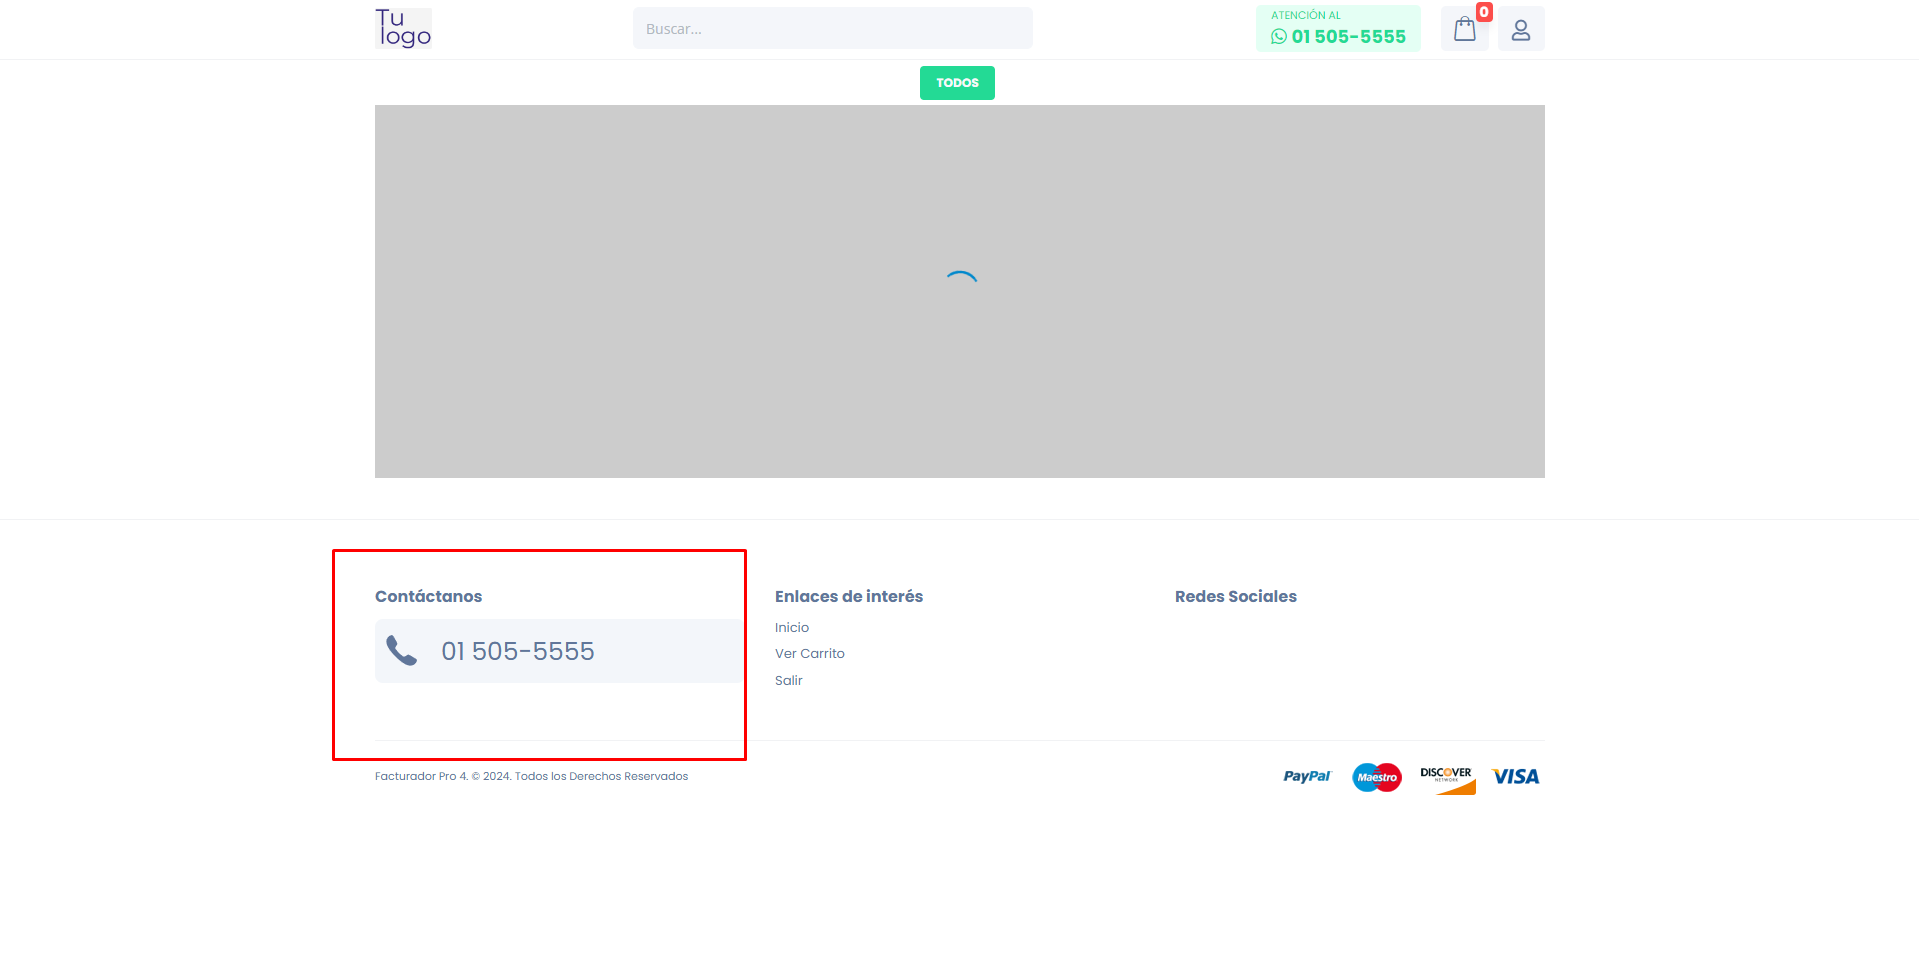 Tu
logo
Buscar...
ATENCIÓN AL
01 505-5555
0
TODOS
Contáctanos
01 505-5555
Enlaces de interés
Inicio
Ver Carrito
Salir
Redes Sociales
Facturador Pro 4. © 2024. Todos los Derechos Reservados
PayPal
Maestro
DISCOVER
NETWORK
VISA